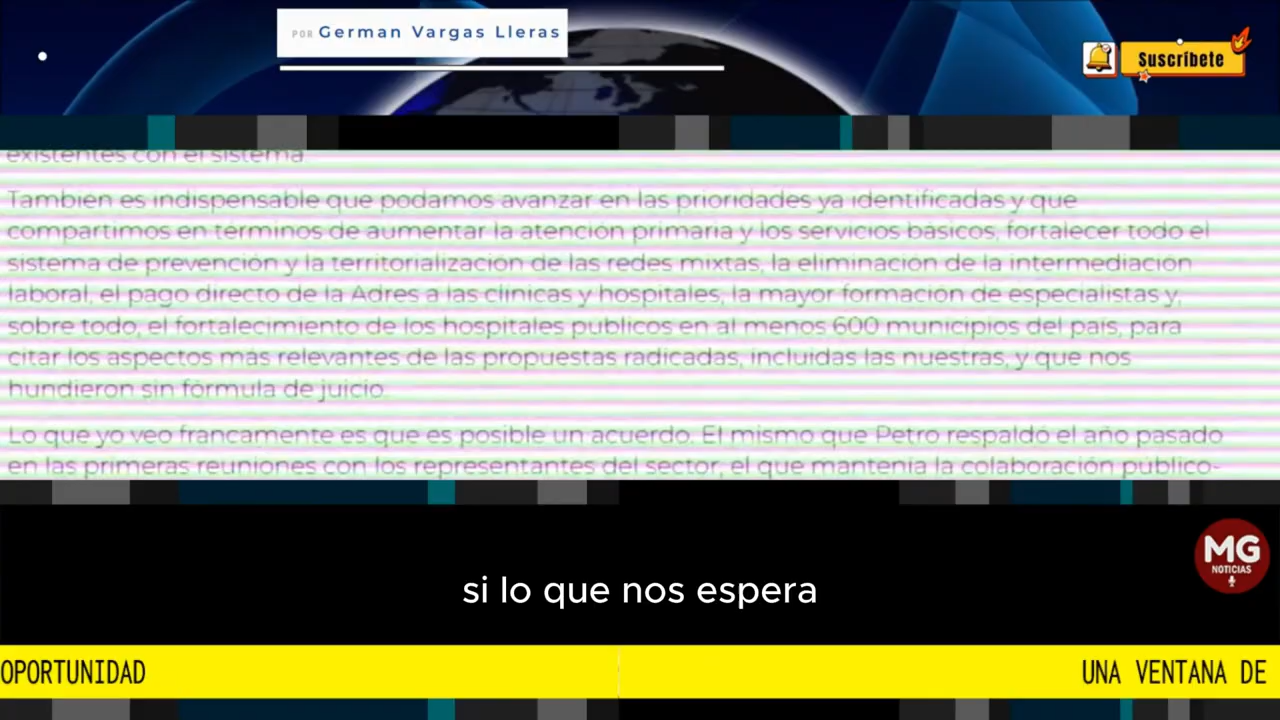 POR German Vargas Lleras
Suscríbete
existentes con el sistema.
También es indispensable que podamos avanzar en las prioridades ya identificadas y que
compartimos en términos de aumentar la atención primaria y los servicios básicos, fortalecer todo el
sistema de prevención y la territorialización de las redes mixtas, la eliminación de la intermediación
laboral, el pago directo de la Adres a las clínicas y hospitales, la mayor formación de especialistas y,
sobre todo, el fortalecimiento de los hospitales públicos en al menos 600 municipios del país, para
citar los aspectos más relevantes de las propuestas radicadas, incluidas las nuestras, y que nos
hundieron sin fórmula de juicio.
Lo que yo veo francamente es que es posible un acuerdo. El mismo que Petro respaldó el año pasado
en las primeras reuniones con los representantes del sector, el que mantenía la colaboración público-
MG
NOTICIAS
si lo que nos espera
OPORTUNIDAD UNA VENTANA DE